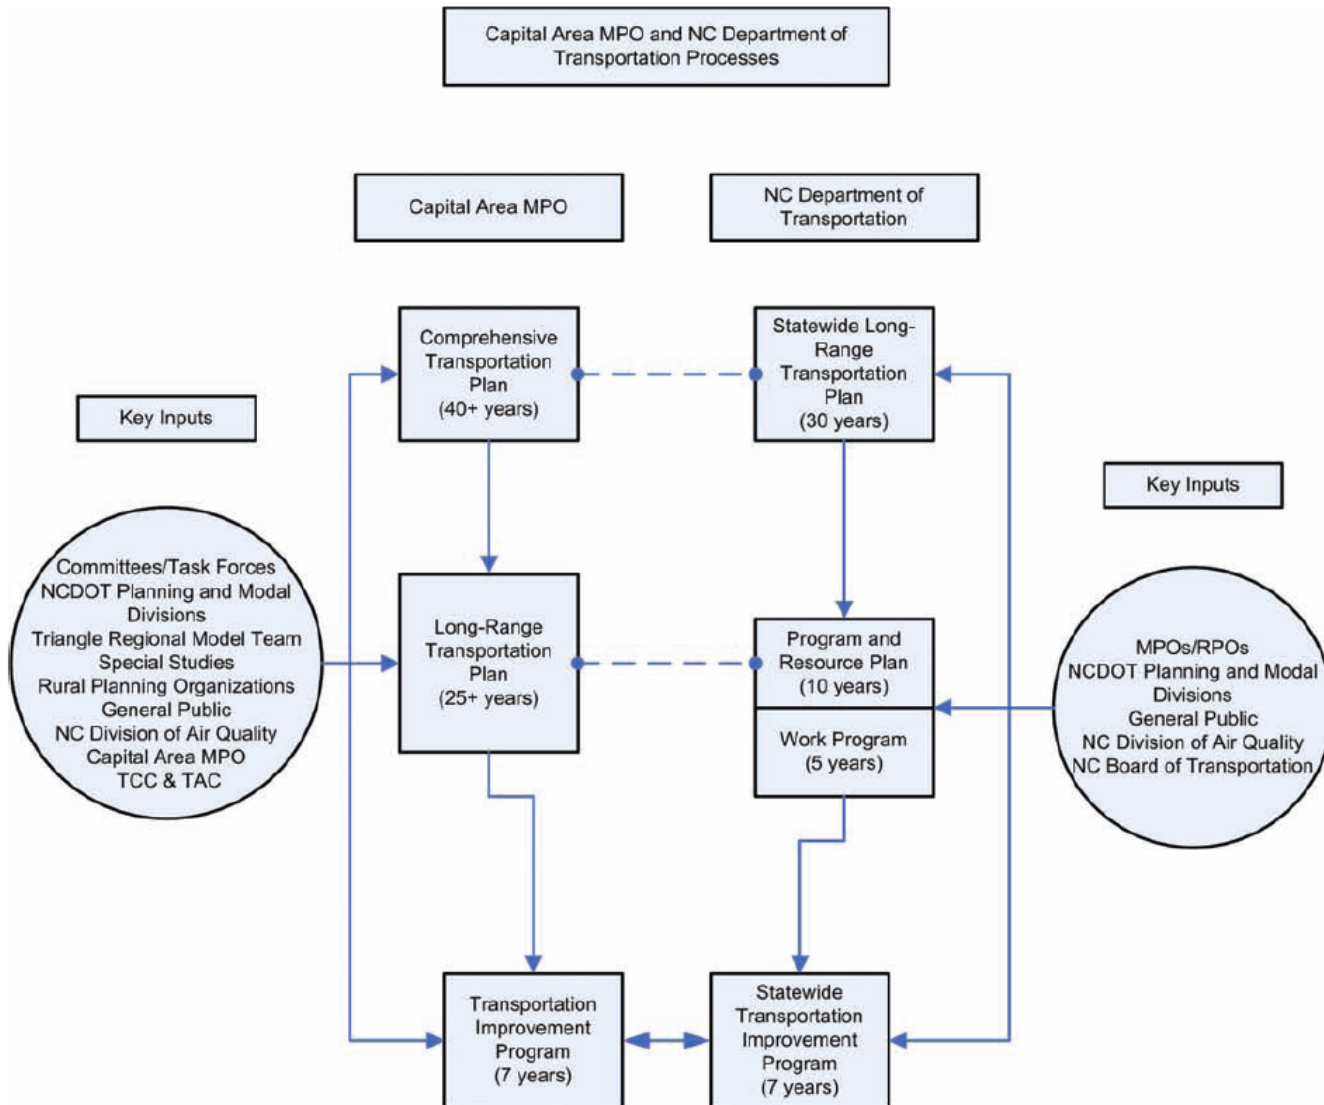 Capital Area MPO and NC Department of
Transportation Processes
Capital Area MPO
NC Department of
Transportation
Comprehensive
Transportation
Plan
(40+ years)
Statewide Long-
Range
Transportation
Plan
(30 years)
Key Inputs
Key Inputs
Committees/Task Forces
NCDOT Planning and Modal
Divisions
Triangle Regional Model Team
Special Studies
Rural Planning Organizations
General Public
NC Division of Air Quality
Capital Area MPO
TCC & TAC
Long-Range
Transportation
Plan
(25+ years)
Program and
Resource Plan
(10 years)
Work Program
(5 years)
MPOs/RPOs
NCDOT Planning and Modal
Divisions
General Public
NC Division of Air Quality
NC Board of Transportation
Transportation
Improvement
Program
(7 years)
Statewide
Transportation
Improvement
Program
(7 years)